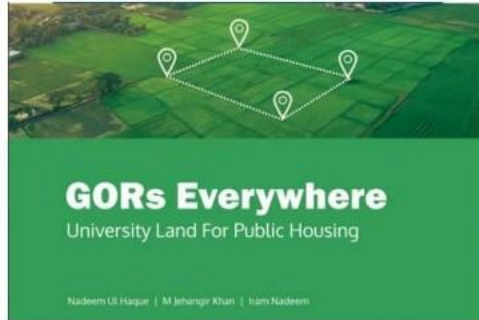 GORs Everywhere
University Land For Public Housing
Nadeem Ul Haque | M Jehangir Khan | Iram Nadeem